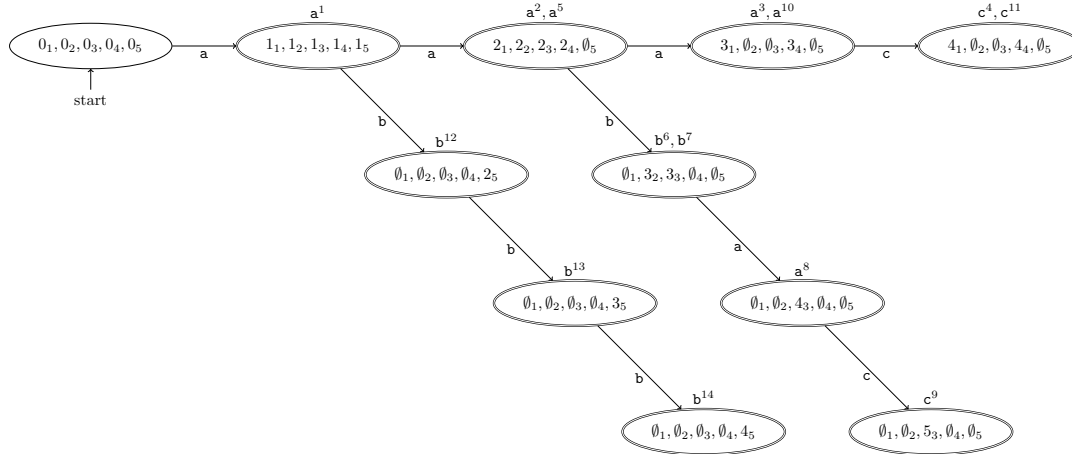 a¹ a², a⁵ a³, a¹⁰ c⁴, c¹¹
0₁, 0₂, 0₃, 0₄, 0₅ a 1₁, 1₂, 1₃, 1₄, 1₅ a 2₁, 2₂, 2₃, 2₄, ∅₅ a 3₁, ∅₂, ∅₃, 3₄, ∅₅ c 4₁, ∅₂, ∅₃, 4₄, ∅₅
start
b b
b¹² b⁶, b⁷
∅₁, ∅₂, ∅₃, ∅₄, 2₅ ∅₁, 3₂, 3₃, ∅₄, ∅₅
b a
b¹³ a⁸
∅₁, ∅₂, ∅₃, ∅₄, 3₅ ∅₁, ∅₂, 4₃, ∅₄, ∅₅
b c
b¹⁴ c⁹
∅₁, ∅₂, ∅₃, ∅₄, 4₅ ∅₁, ∅₂, 5₃, ∅₄, ∅₅